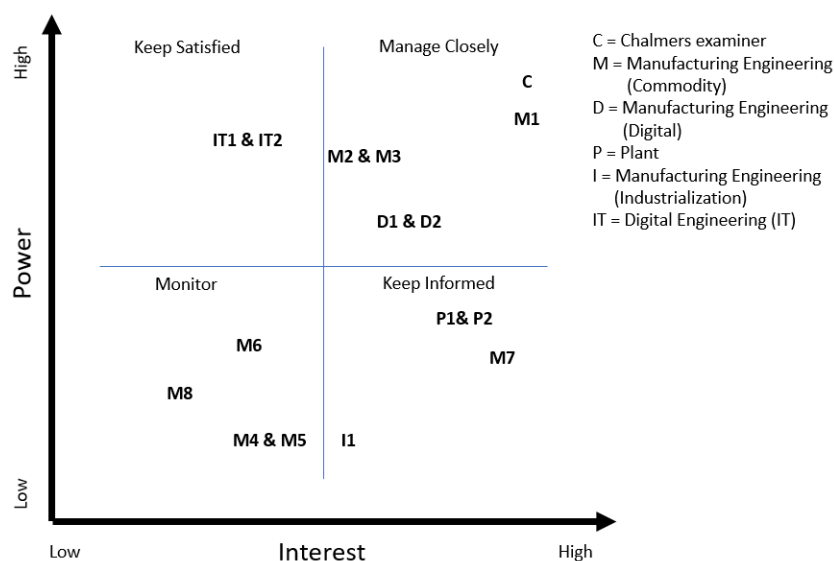 High
Keep Satisfied
Manage Closely
C
M1
IT1 & IT2
M2 & M3
D1 & D2
Power
Monitor
Keep Informed
P1& P2
M6
M7
M8
M4 & M5
I1
Low
Low
Interest
High
C = Chalmers examiner
M = Manufacturing Engineering
(Commodity)
D = Manufacturing Engineering
(Digital)
P = Plant
I = Manufacturing Engineering
(Industrialization)
IT = Digital Engineering (IT)